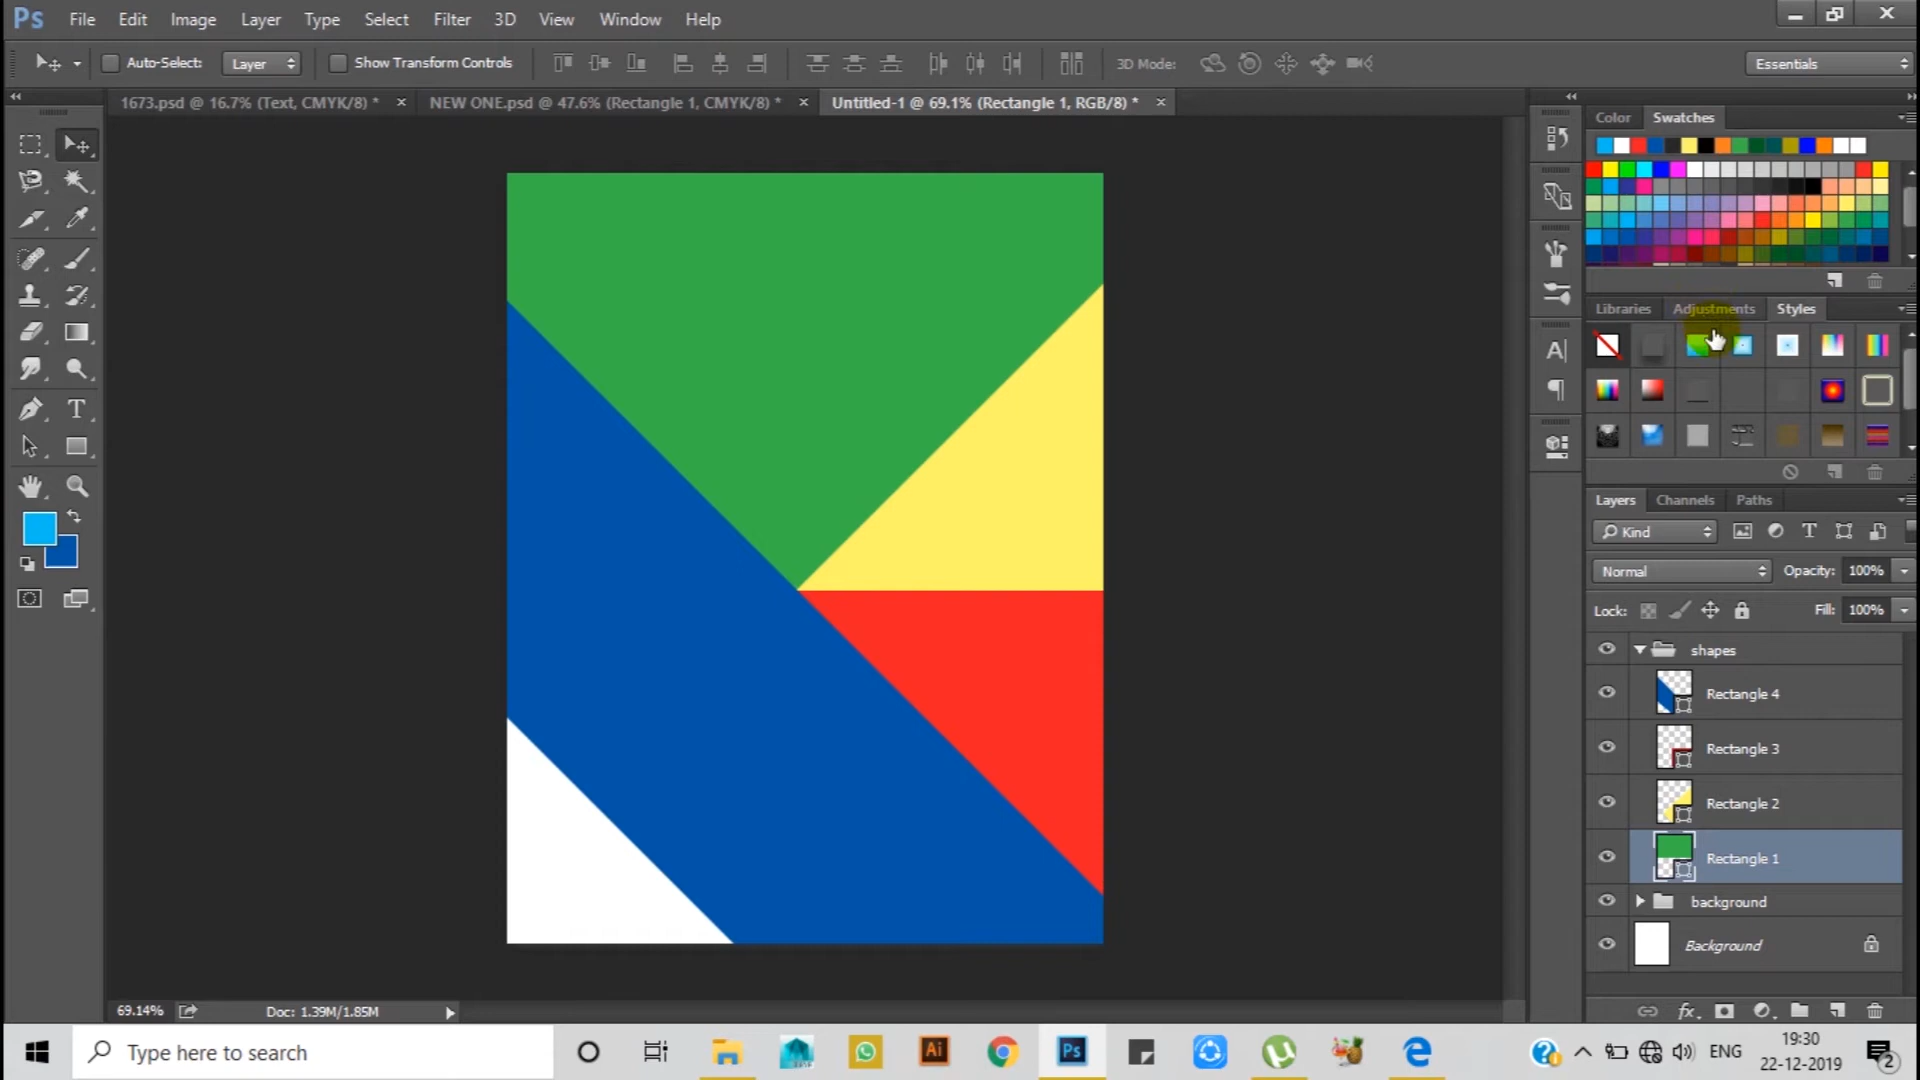 Ps File Edit Image Layer Type Select Filter 3D View Window Help
Auto-Select: Layer Show Transform Controls 3D Mode: Essentials
1673.psd @ 16.7% (Text, CMYK/8) * NEW ONE.psd @ 47.6% (Rectangle 1, CMYK/8) * Untitled-1 @ 69.1% (Rectangle 1, RGB/8) *
Color Swatches
Libraries Adjustments Styles
Layers Channels Paths
Kind
Normal Opacity: 100%
Lock: Fill: 100%
shapes
Rectangle 4
Rectangle 3
Rectangle 2
Rectangle 1
background
Background
69.14% Doc: 1.39M/1.85M
Type here to search
Ai
Ps
ENG
19:30
22-12-2019
2